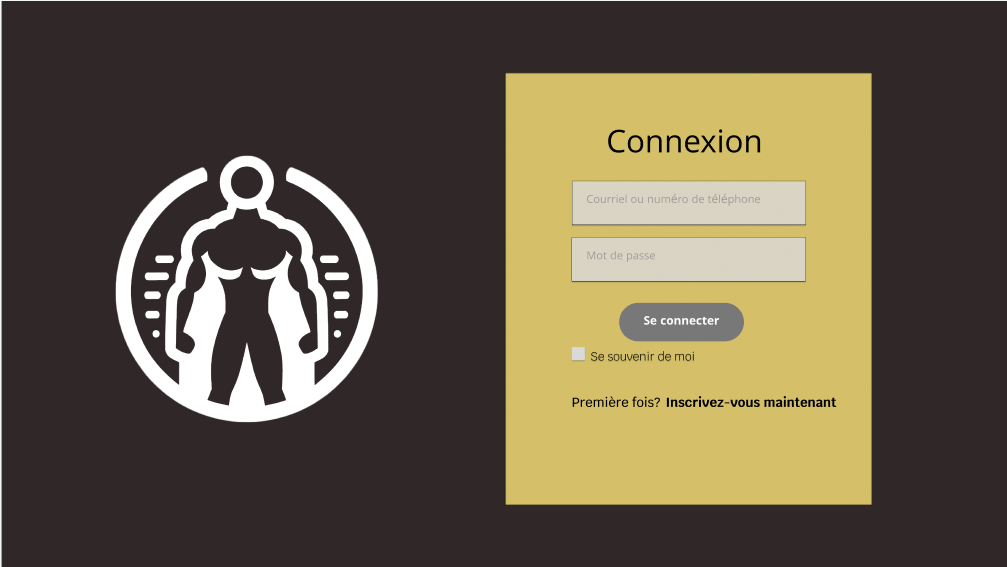 Connexion
Courriel ou numéro de téléphone
Mot de passe
Se connecter
Se souvenir de moi
Première fois? Inscrivez-vous maintenant